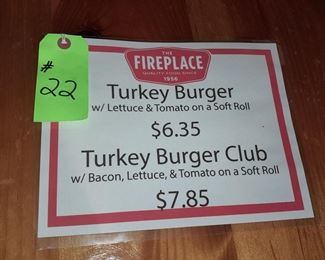 # 22
THE
FIREPLACE
QUALITY FOOD SINCE
1956
Turkey Burger
w/ Lettuce & Tomato on a Soft Roll
$6.35
Turkey Burger Club
w/ Bacon, Lettuce, & Tomato on a Soft Roll
$7.85